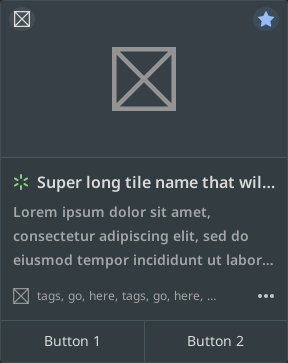 Super long tile name that wil...
Lorem ipsum dolor sit amet,
consectetur adipiscing elit, sed do
eiusmod tempor incididunt ut labor...
tags, go, here, tags, go, here, ...
Button 1
Button 2